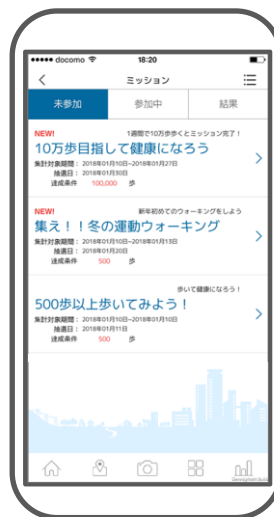 docomo 18:20
ミッション
未参加 参加中 結果
NEW! 1週間で10万歩歩くとミッション完了！
10万歩目指して健康になろう
集計対象期間： 2018年01月10日~2018年01月27日
抽選日： 2018年01月30日
達成条件 100,000 歩
NEW! 新年初めてのウォーキングをしよう
集え！！冬の運動ウォーキング
集計対象期間： 2018年01月10日~2018年01月13日
抽選日： 2018年01月20日
達成条件 500 歩
歩いて健康になろう！
500歩以上歩いてみよう！
集計対象期間： 2018年01月10日~2018年01月10日
抽選日： 2018年01月11日
達成条件 500 歩
Development Build